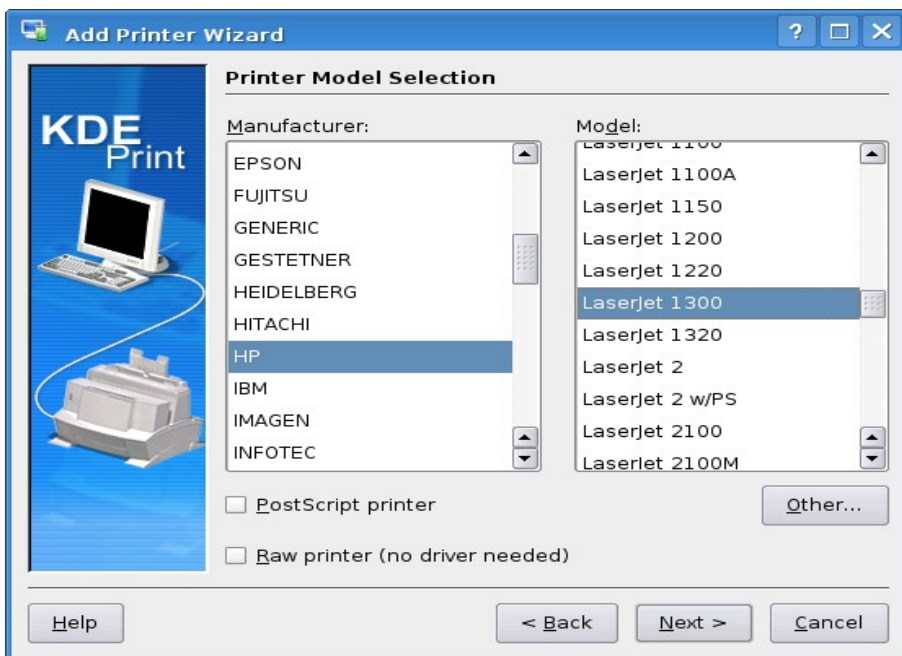 Add Printer Wizard
?
KDE
Print
Printer Model Selection
Manufacturer:
EPSON
FUJITSU
GENERIC
GESTETNER
HEIDELBERG
HITACHI
HP
IBM
IMAGEN
INFOTEC
Model:
LaserJet 1100
LaserJet 1100A
LaserJet 1150
LaserJet 1200
LaserJet 1220
LaserJet 1300
LaserJet 1320
LaserJet 2
LaserJet 2 w/PS
LaserJet 2100
LaserJet 2100M
PostScript printer
Other...
Raw printer (no driver needed)
Help
< Back
Next >
Cancel